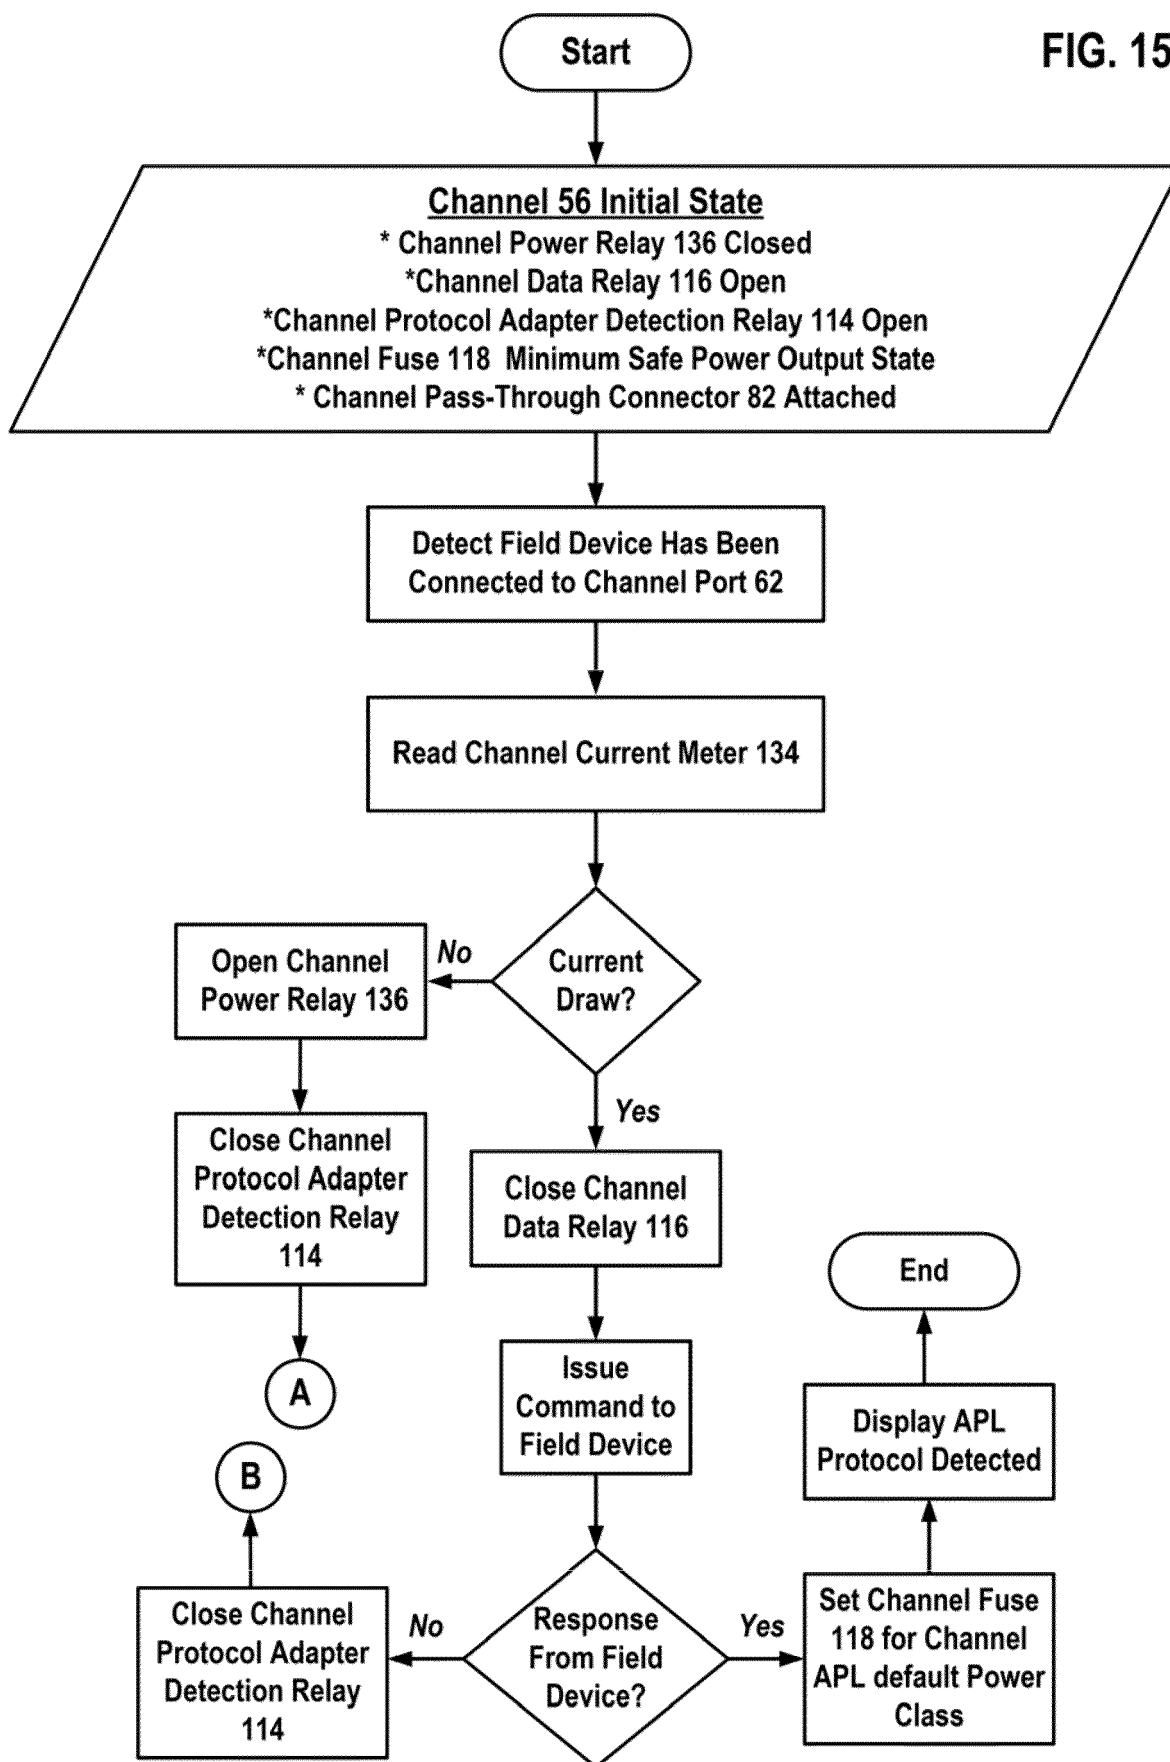 Start
FIG. 15
Channel 56 Initial State
* Channel Power Relay 136 Closed
*Channel Data Relay 116 Open
*Channel Protocol Adapter Detection Relay 114 Open
*Channel Fuse 118 Minimum Safe Power Output State
* Channel Pass-Through Connector 82 Attached
Detect Field Device Has Been
Connected to Channel Port 62
Read Channel Current Meter 134
Current
Draw?
No
Open Channel
Power Relay 136
Close Channel
Protocol Adapter
Detection Relay
114
A
Yes
Close Channel
Data Relay 116
Issue
Command to
Field Device
Response
From Field
Device?
No
Close Channel
Protocol Adapter
Detection Relay
114
B
Yes
Set Channel Fuse
118 for Channel
APL default Power
Class
Display APL
Protocol Detected
End